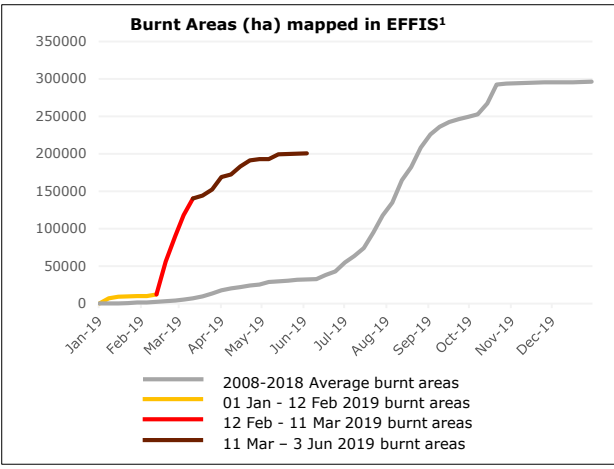 Burnt Areas (ha) mapped in EFFIS¹
350000
300000
250000
200000
150000
100000
50000
0
Jan-19
Feb-19
Mar-19
Apr-19
May-19
Jun-19
Jul-19
Aug-19
Sep-19
Oct-19
Nov-19
Dec-19
2008-2018 Average burnt areas
01 Jan - 12 Feb 2019 burnt areas
12 Feb - 11 Mar 2019 burnt areas
11 Mar – 3 Jun 2019 burnt areas